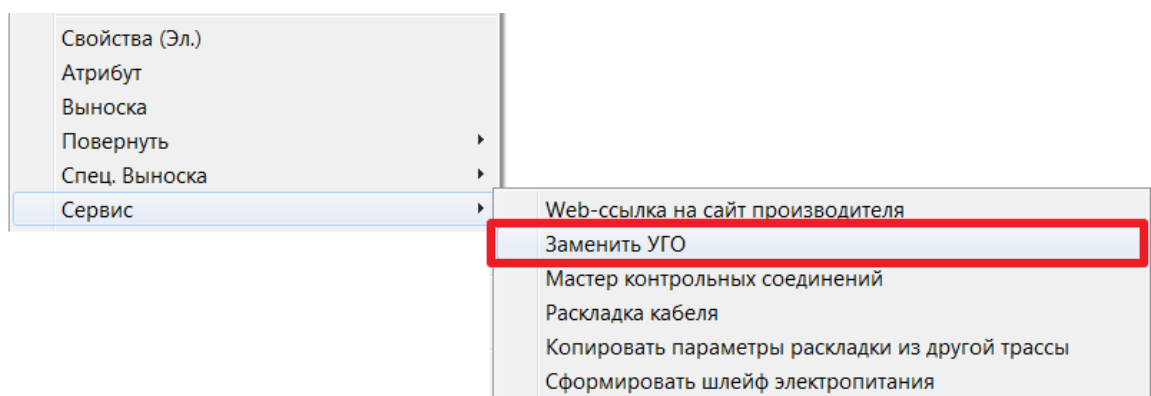 Свойства (Эл.)
Атрибут
Выноска
Повернуть
Спец. Выноска
Сервис
Web-ссылка на сайт производителя
Заменить УГО
Мастер контрольных соединений
Раскладка кабеля
Копировать параметры раскладки из другой трассы
Сформировать шлейф электропитания